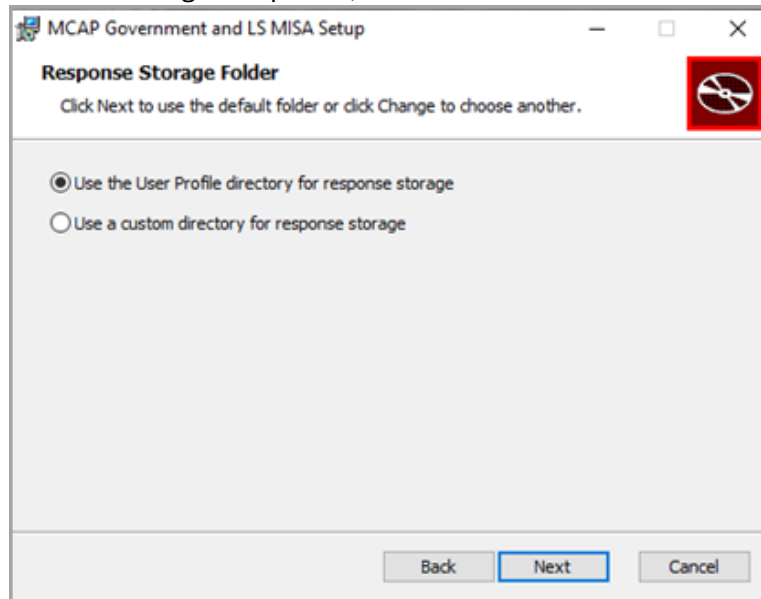 MCAP Government and LS MISA Setup
Response Storage Folder
Click Next to use the default folder or click Change to choose another.
Use the User Profile directory for response storage
Use a custom directory for response storage
Back Next Cancel